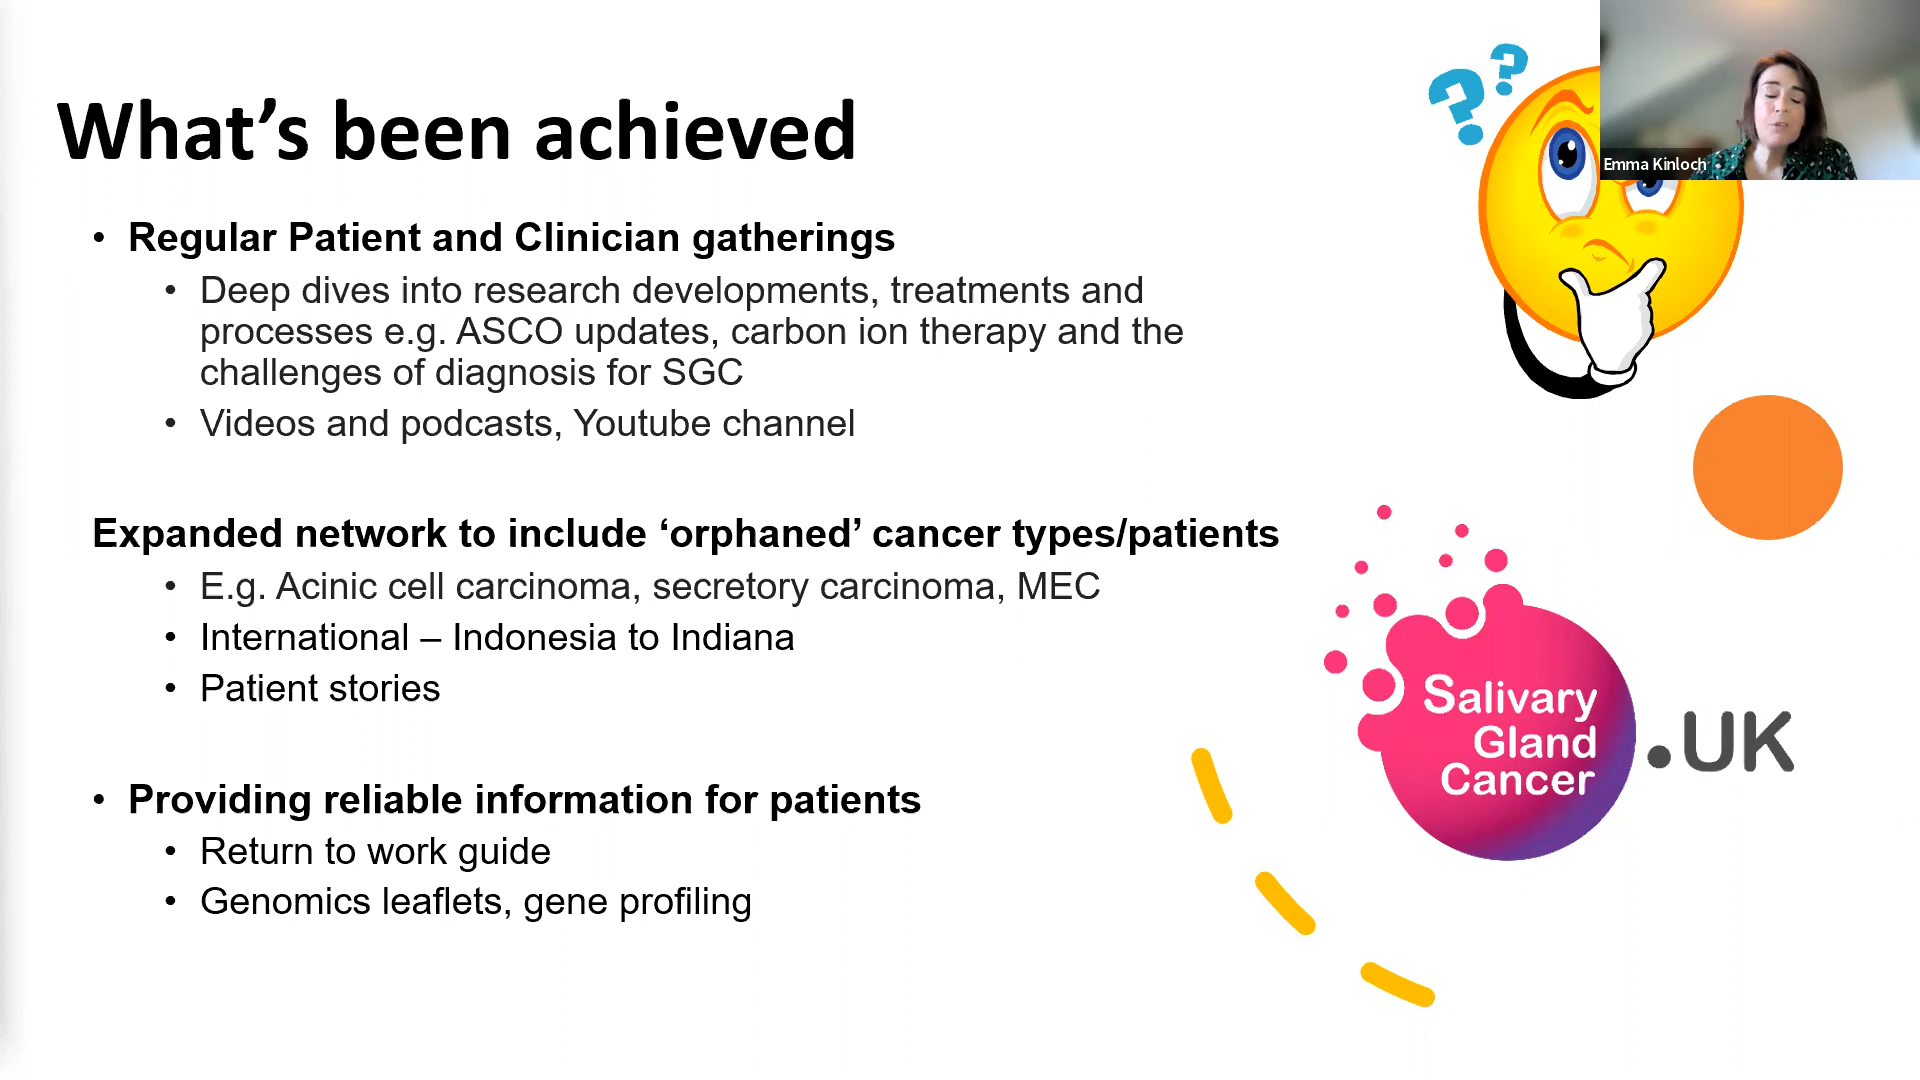 What’s been achieved
? ?
Emma Kinloch
• Regular Patient and Clinician gatherings
• Deep dives into research developments, treatments and
processes e.g. ASCO updates, carbon ion therapy and the
challenges of diagnosis for SGC
• Videos and podcasts, Youtube channel
Expanded network to include ‘orphaned’ cancer types/patients
• E.g. Acinic cell carcinoma, secretory carcinoma, MEC
• International – Indonesia to Indiana
• Patient stories
• Providing reliable information for patients
• Return to work guide
• Genomics leaflets, gene profiling
Salivary
Gland
Cancer
.UK